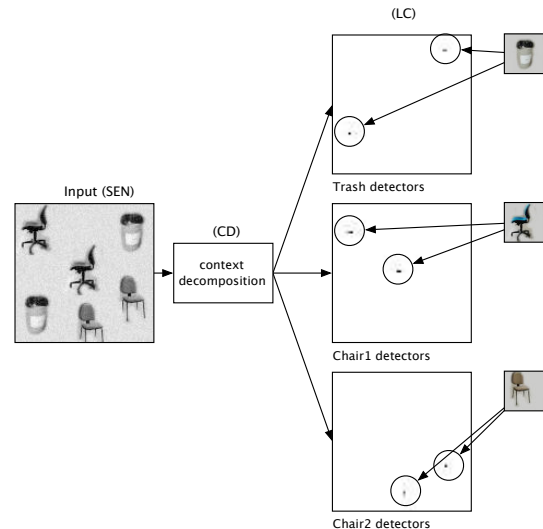 (LC)
Trash detectors
Input (SEN)
(CD)
context
decomposition
Chair1 detectors
Chair2 detectors